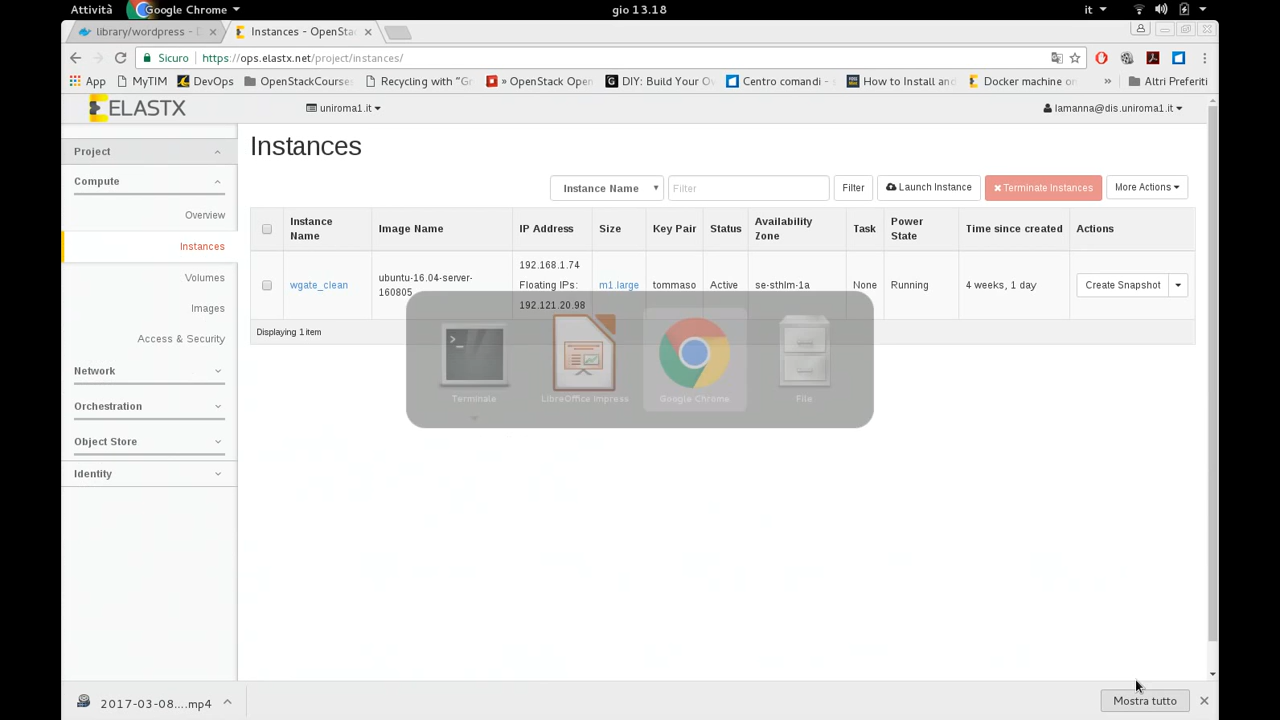 Attività
Google Chrome
gio 13.18
it
library/wordpress - D
Instances - OpenSta
Sicuro
https://ops.elastx.net/project/instances/
App
MyTIM
DevOps
OpenStackCourses
Recycling with "Gr
» OpenStack Open
DIY: Build Your O
Centro comandi -
How to Install and
Docker machine on
»
Altri Preferiti
ELASTX
uniroma1.it
lamanna@dis.uniroma1.it
Project
Compute
Overview
Instances
Volumes
Images
Access & Security
Network
Orchestration
Object Store
Identity
Instances
Instance Name
Filter
Filter
Launch Instance
Terminate Instances
More Actions
Instance Name
Image Name
IP Address
Size
Key Pair
Status
Availability Zone
Task
Power State
Time since created
Actions
wgate_clean
ubuntu-16.04-server-
160805
192.168.1.74
Floating IPs:
192.121.20.98
m1.large
tommaso
Active
se-sthlm-1a
None
Running
4 weeks, 1 day
Create Snapshot
Displaying 1 item
Terminale
LibreOffice Impress
Google Chrome
File
2017-03-08....mp4
Mostra tutto